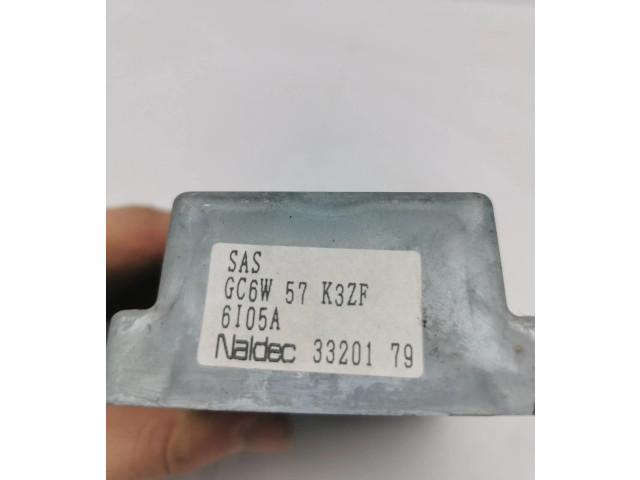 SAS
GC6W 57 K3ZF
6I05A
Naldec 33201 79